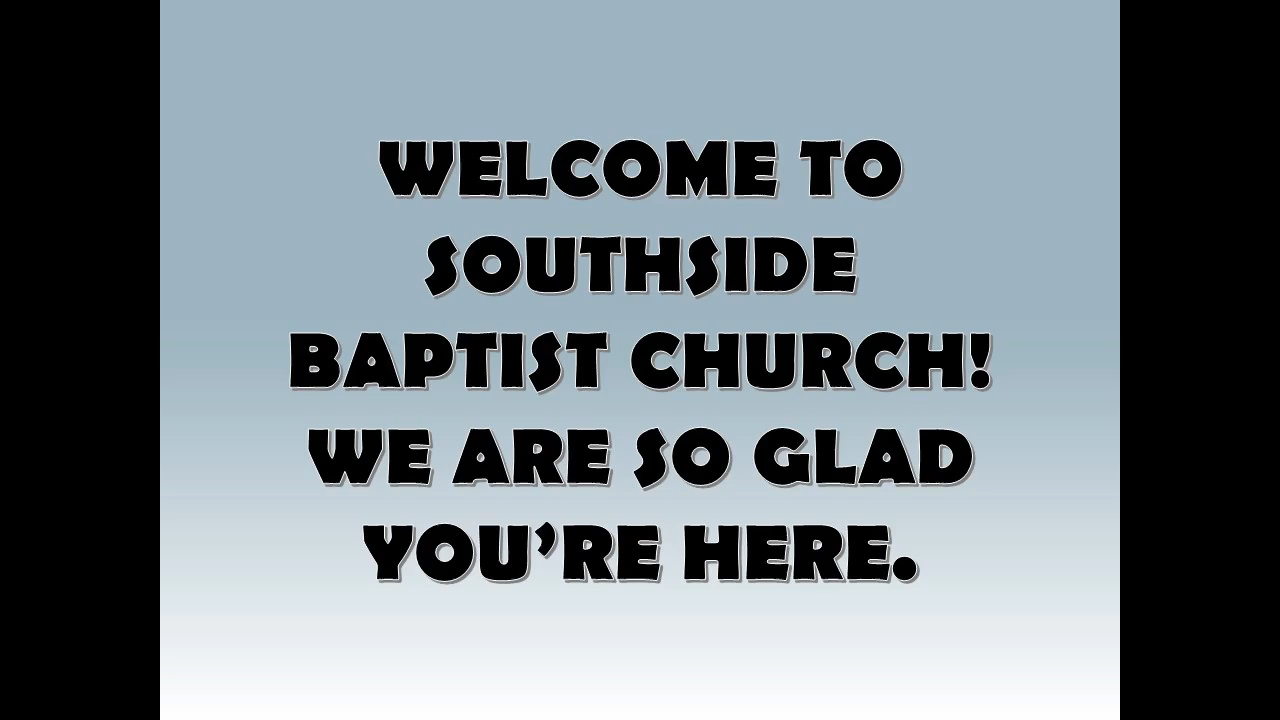 WELCOME TO
SOUTHSIDE
BAPTIST CHURCH!
WE ARE SO GLAD
YOU’RE HERE.